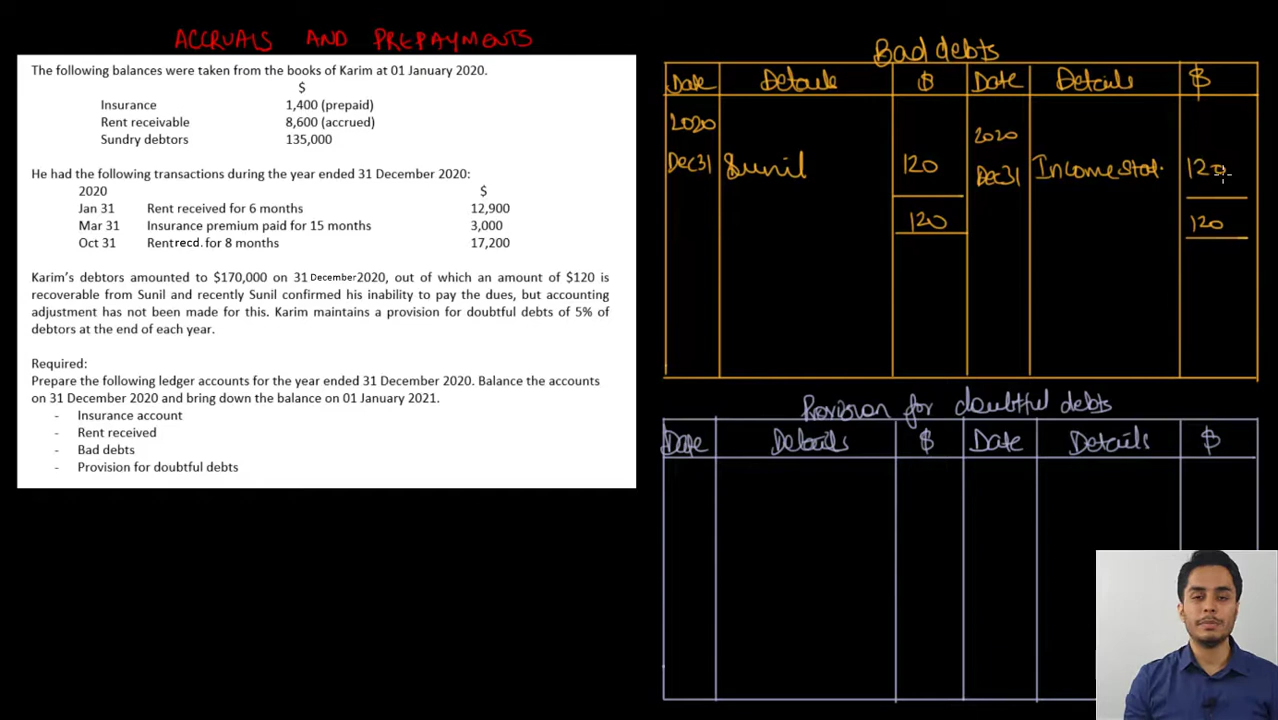 ACCRUALS AND PREPAYMENTS
The following balances were taken from the books of Karim at 01 January 2020.
$
Insurance 1,400 (prepaid)
Rent receivable 8,600 (accrued)
Sundry debtors 135,000
He had the following transactions during the year ended 31 December 2020:
2020 $
Jan 31 Rent received for 6 months 12,900
Mar 31 Insurance premium paid for 15 months 3,000
Oct 31 Rent recd. for 8 months 17,200
Karim's debtors amounted to $170,000 on 31 December 2020, out of which an amount of $120 is
recoverable from Sunil and recently Sunil confirmed his inability to pay the dues, but accounting
adjustment has not been made for this. Karim maintains a provision for doubtful debts of 5% of
debtors at the end of each year.
Required:
Prepare the following ledger accounts for the year ended 31 December 2020. Balance the accounts
on 31 December 2020 and bring down the balance on 01 January 2021.
- Insurance account
- Rent received
- Bad debts
- Provision for doubtful debts
Bad debts
Date Details $ Date Details $
2020 2020
Dec 31 Sunil 120 Dec 31 Income Stat. 120
120 120
Provision for doubtful debts
Date Details $ Date Details $